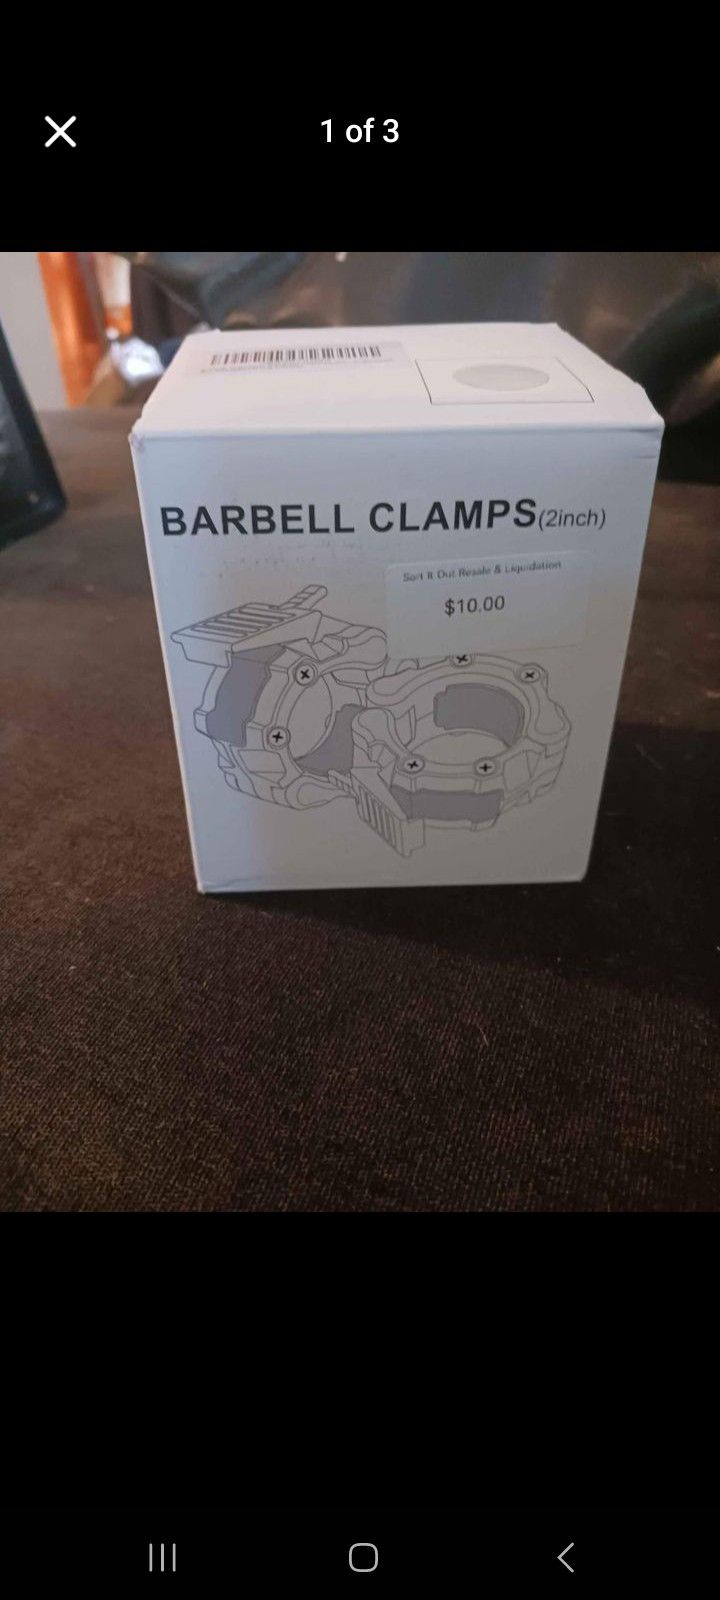 1 of 3
BARBELL CLAMPS(2inch)
Sort It Out Resale & Liquidation
$10.00